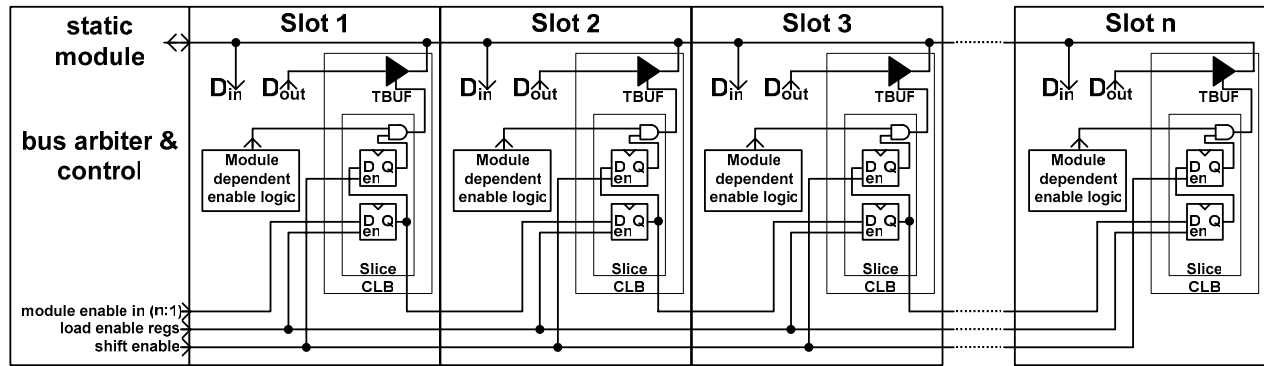 static
module
bus arbiter &
control
module enable in (n:1)
load enable regs
shift enable
Slot 1
Din
Dout
TBUF
Module
dependent
enable logic
D Q
en
D Q
en
Slice
CLB
Slot 2
Din
Dout
TBUF
Module
dependent
enable logic
D Q
en
D Q
en
Slice
CLB
Slot 3
Din
Dout
TBUF
Module
dependent
enable logic
D Q
en
D Q
en
Slice
CLB
Slot n
Din
Dout
TBUF
Module
dependent
enable logic
D Q
en
D Q
en
Slice
CLB